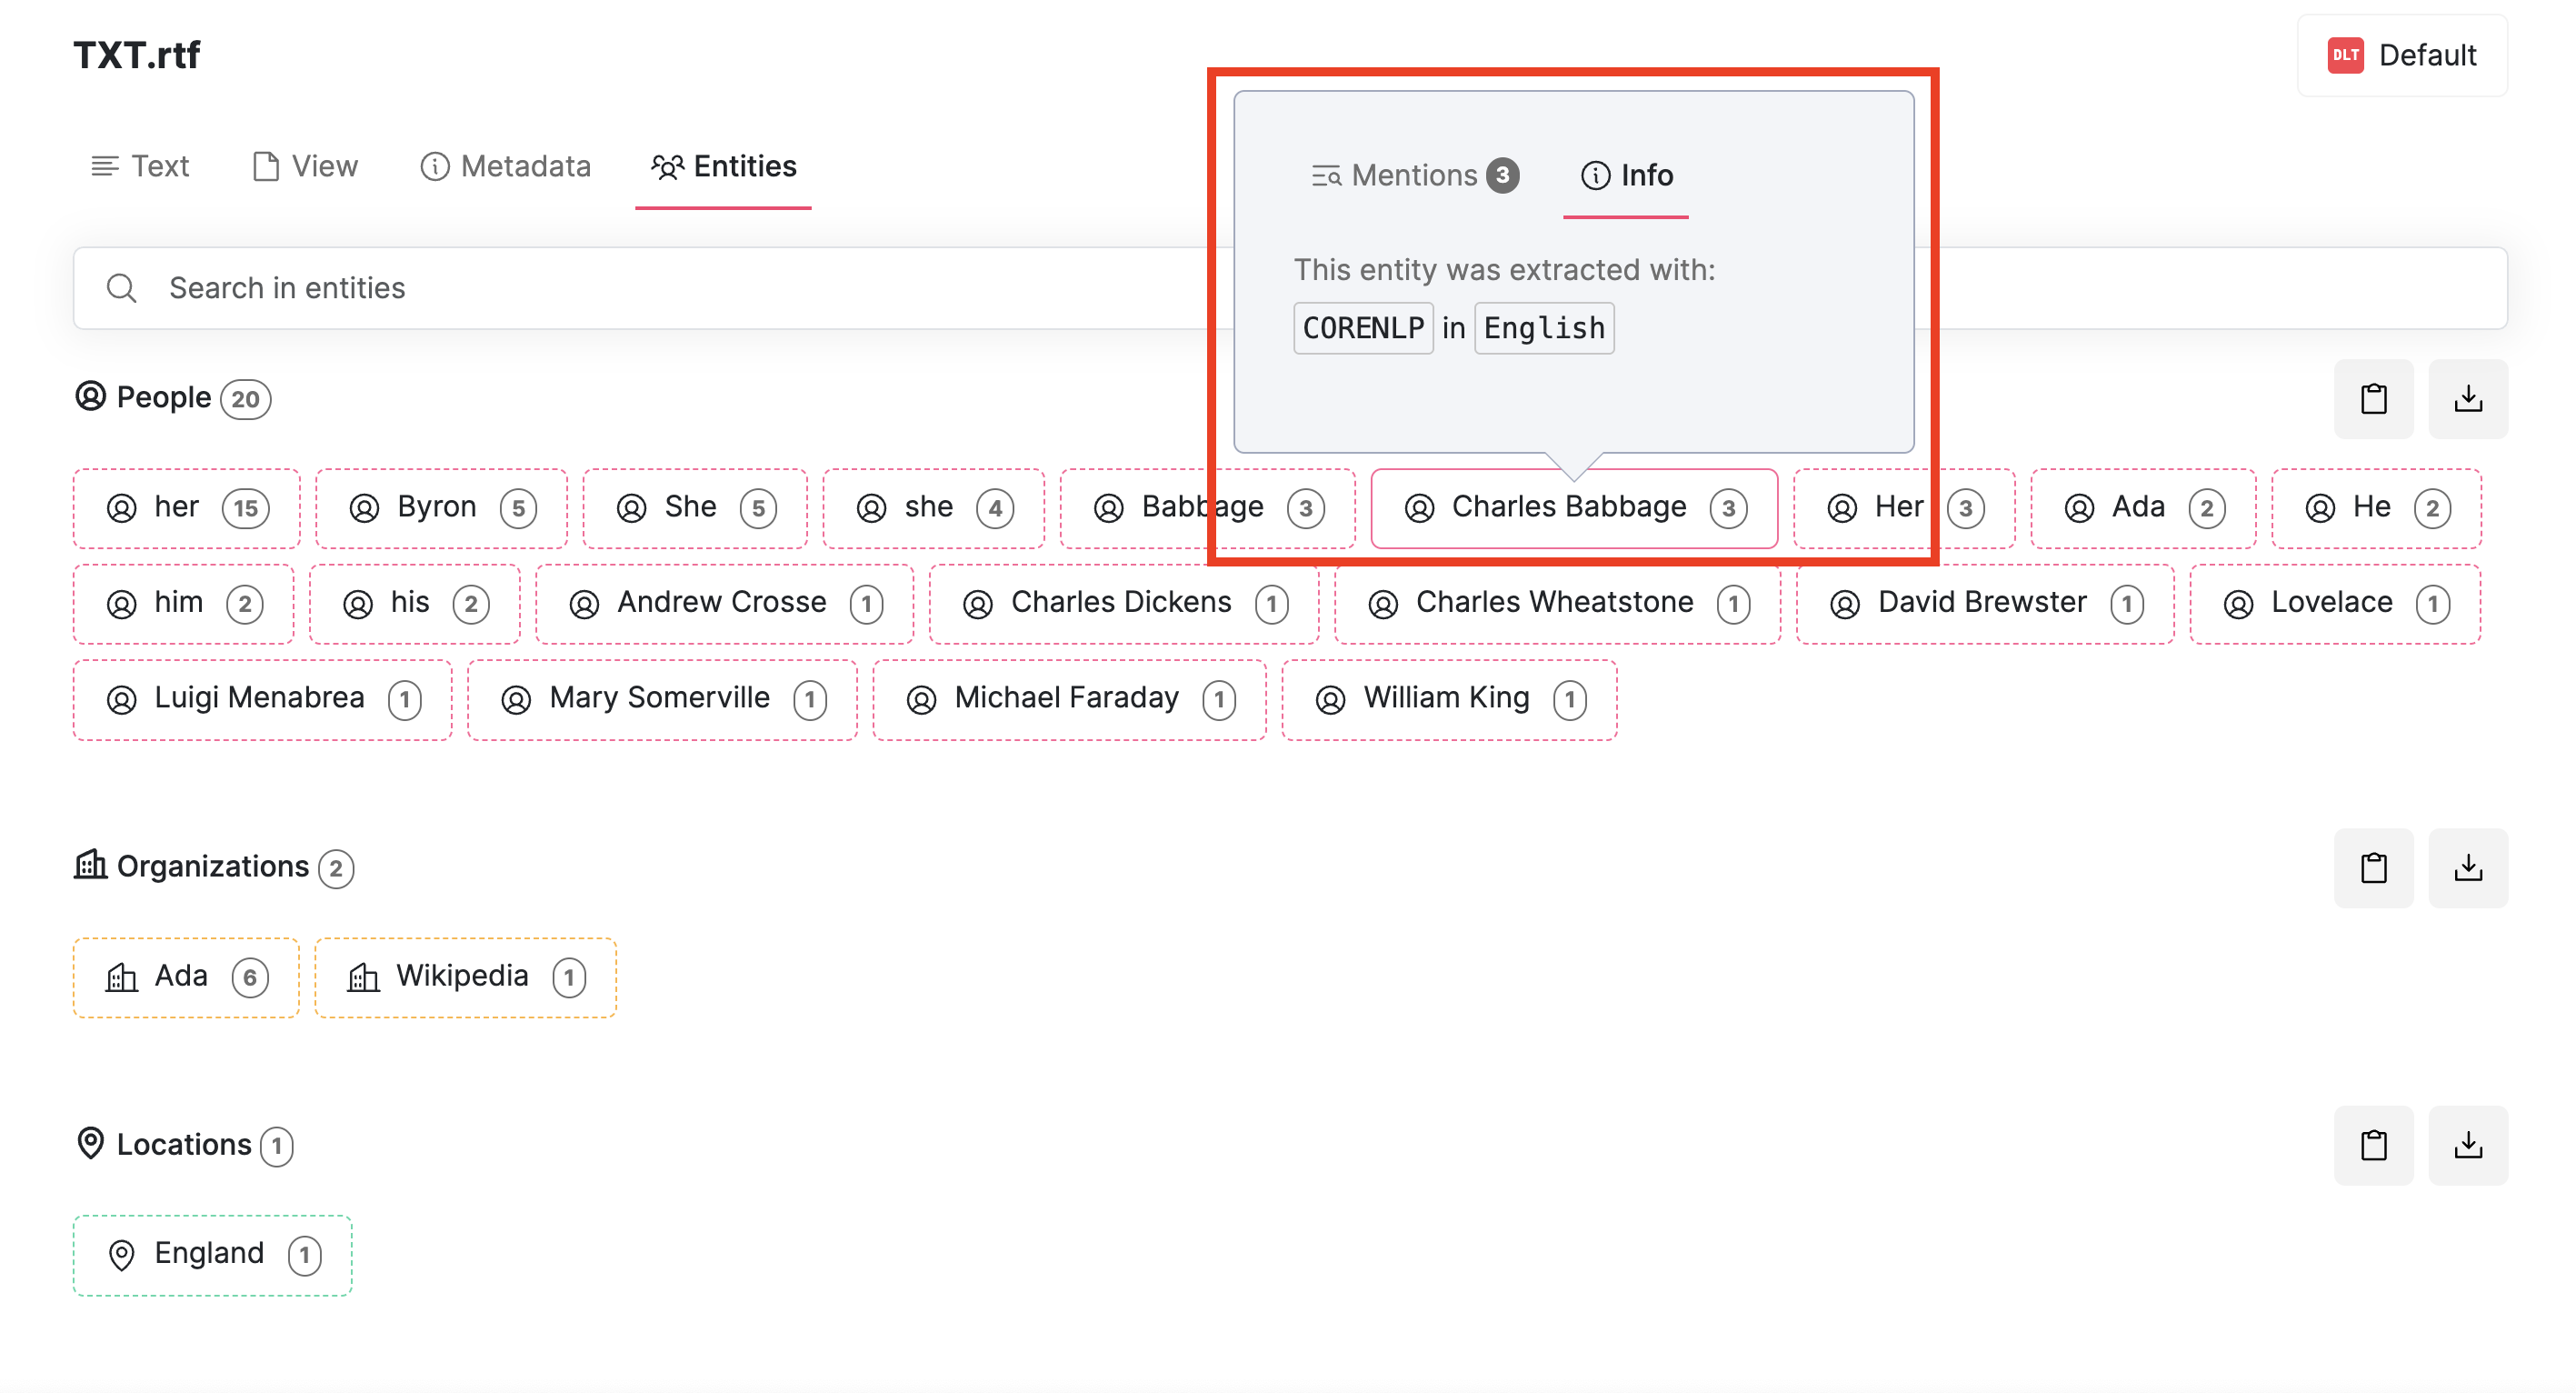 TXT.rtf
DLT Default
Text View Metadata Entities
Mentions 3 Info
Search in entities
This entity was extracted with:
CORENLP in English
People 20
her 15 Byron 5 She 5 she 4 Babbage 3 Charles Babbage 3 Her 3 Ada 2 He 2
him 2 his 2 Andrew Crosse 1 Charles Dickens 1 Charles Wheatstone 1 David Brewster 1 Lovelace 1
Luigi Menabrea 1 Mary Somerville 1 Michael Faraday 1 William King 1
Organizations 2
Ada 6 Wikipedia 1
Locations 1
England 1